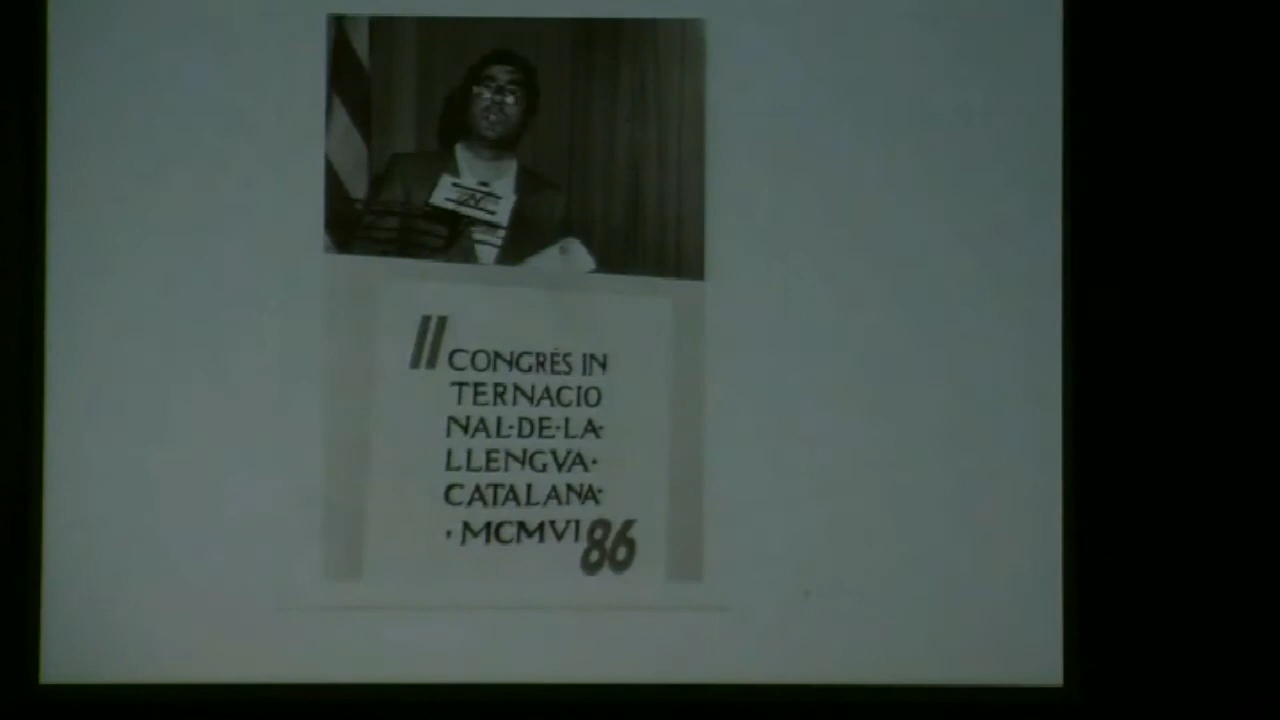 II
CONGRÉS IN
TERNACIO
NAL·DE·LA·
LLENGVA·
CATALANA·
·MCMVI
86